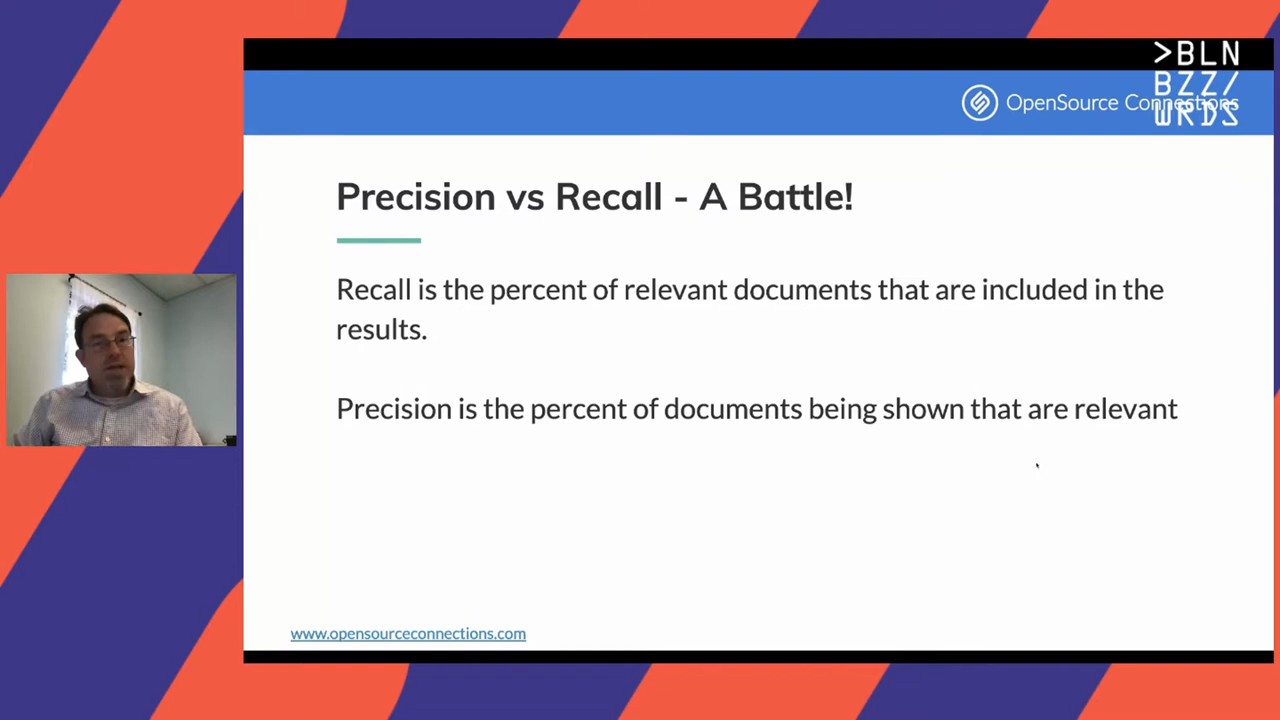 >BLN
BZZ/
WRDS
OpenSource Connections
Precision vs Recall - A Battle!
Recall is the percent of relevant documents that are included in the
results.
Precision is the percent of documents being shown that are relevant
www.opensourceconnections.com